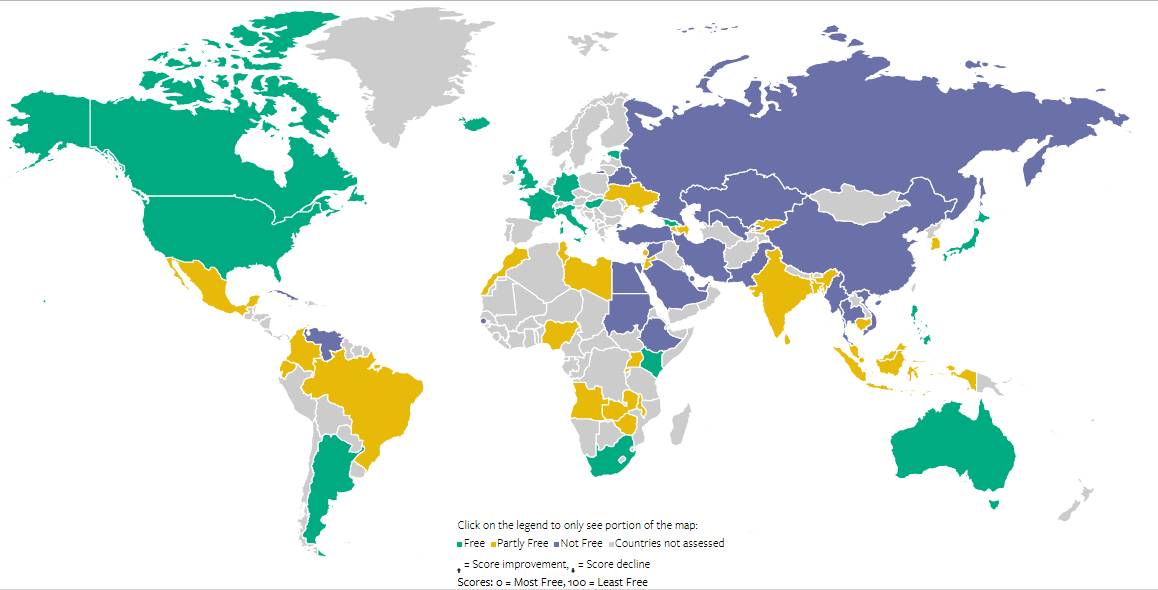 Click on the legend to only see portion of the map:
Free Partly Free Not Free Countries not assessed
= Score improvement, = Score decline
Scores: 0 = Most Free, 100 = Least Free